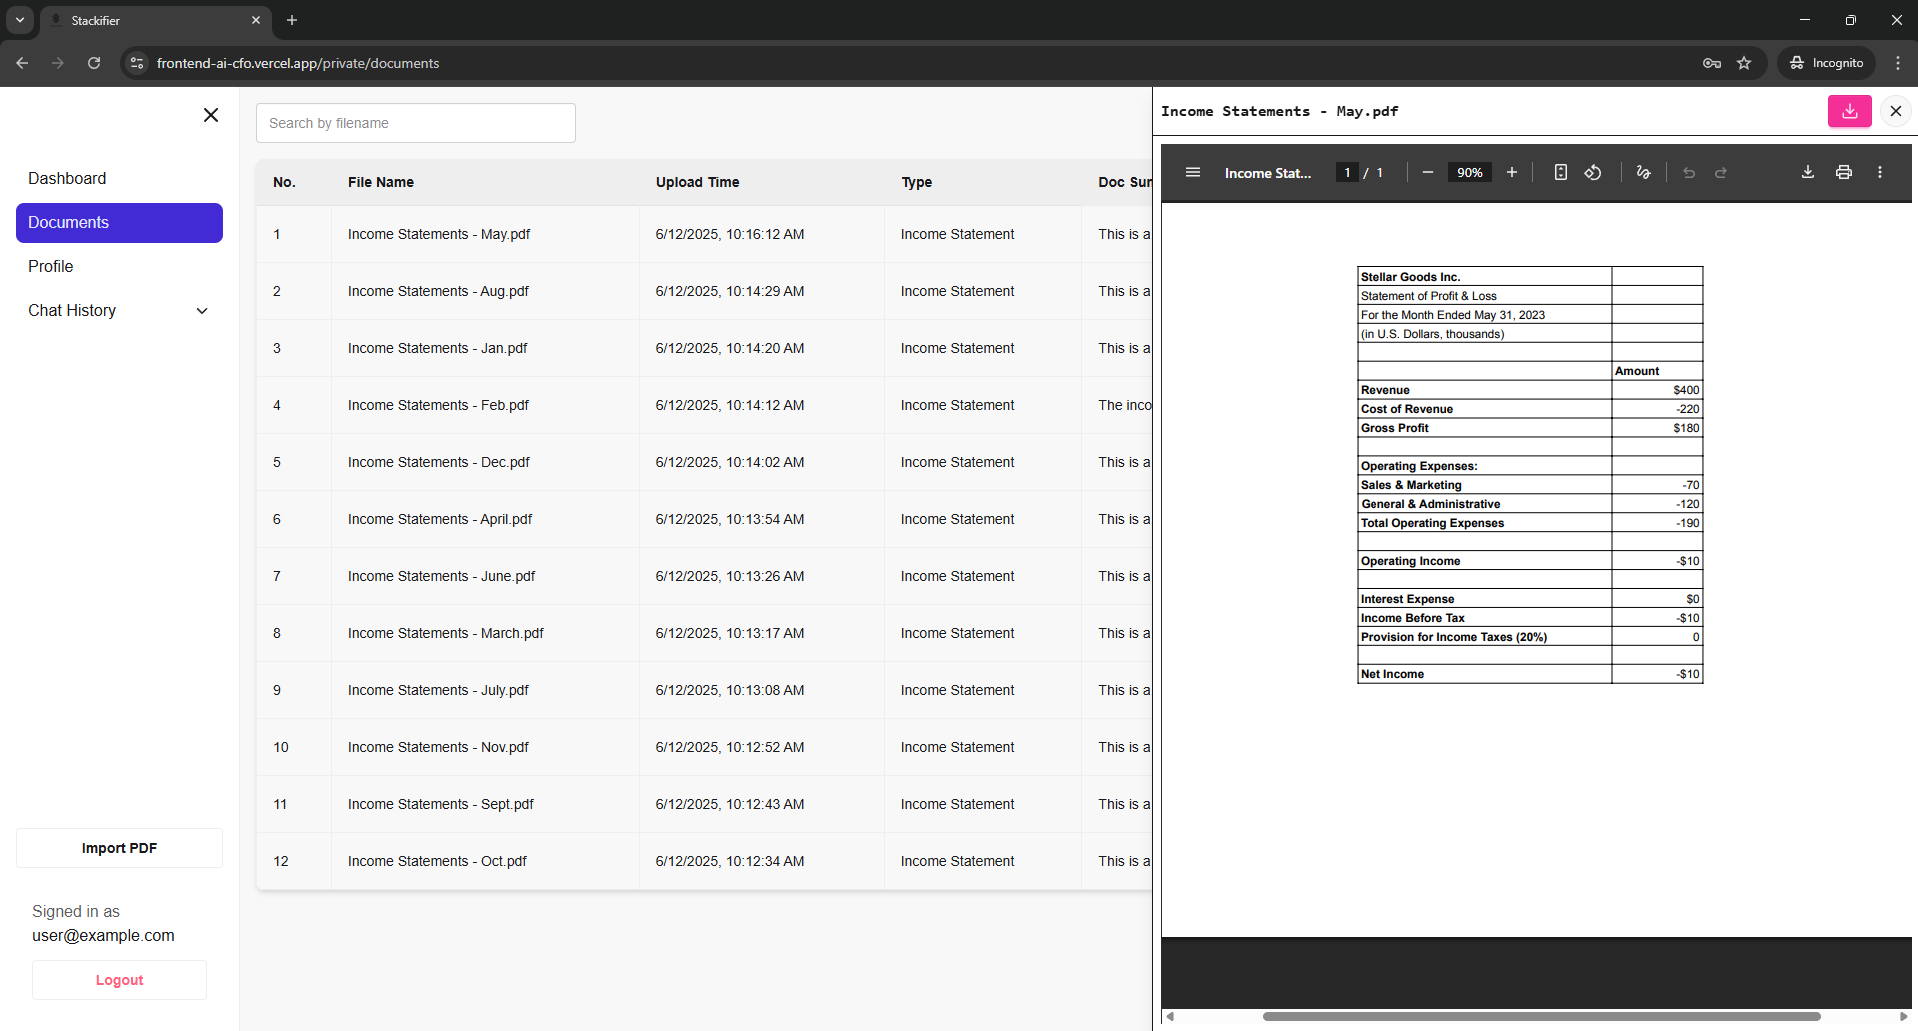 Stackifier
frontend-ai-cfo.vercel.app/private/documents
Incognito
Dashboard
Documents
Profile
Chat History
Import PDF
Signed in as
user@example.com
Logout
Search by filename
No. File Name Upload Time Type Doc Sum
1 Income Statements - May.pdf 6/12/2025, 10:16:12 AM Income Statement This is a
2 Income Statements - Aug.pdf 6/12/2025, 10:14:29 AM Income Statement This is a
3 Income Statements - Jan.pdf 6/12/2025, 10:14:20 AM Income Statement This is a
4 Income Statements - Feb.pdf 6/12/2025, 10:14:12 AM Income Statement The inco
5 Income Statements - Dec.pdf 6/12/2025, 10:14:02 AM Income Statement This is a
6 Income Statements - April.pdf 6/12/2025, 10:13:54 AM Income Statement This is a
7 Income Statements - June.pdf 6/12/2025, 10:13:26 AM Income Statement This is a
8 Income Statements - March.pdf 6/12/2025, 10:13:17 AM Income Statement This is a
9 Income Statements - July.pdf 6/12/2025, 10:13:08 AM Income Statement This is a
10 Income Statements - Nov.pdf 6/12/2025, 10:12:52 AM Income Statement This is a
11 Income Statements - Sept.pdf 6/12/2025, 10:12:43 AM Income Statement This is a
12 Income Statements - Oct.pdf 6/12/2025, 10:12:34 AM Income Statement This is a
Income Statements - May.pdf
Income Stat... 1 / 1 90%
Stellar Goods Inc.
Statement of Profit & Loss
For the Month Ended May 31, 2023
(in U.S. Dollars, thousands)
Amount
Revenue $400
Cost of Revenue -220
Gross Profit $180
Operating Expenses:
Sales & Marketing -70
General & Administrative -120
Total Operating Expenses -190
Operating Income -$10
Interest Expense $0
Income Before Tax -$10
Provision for Income Taxes (20%) 0
Net Income -$10